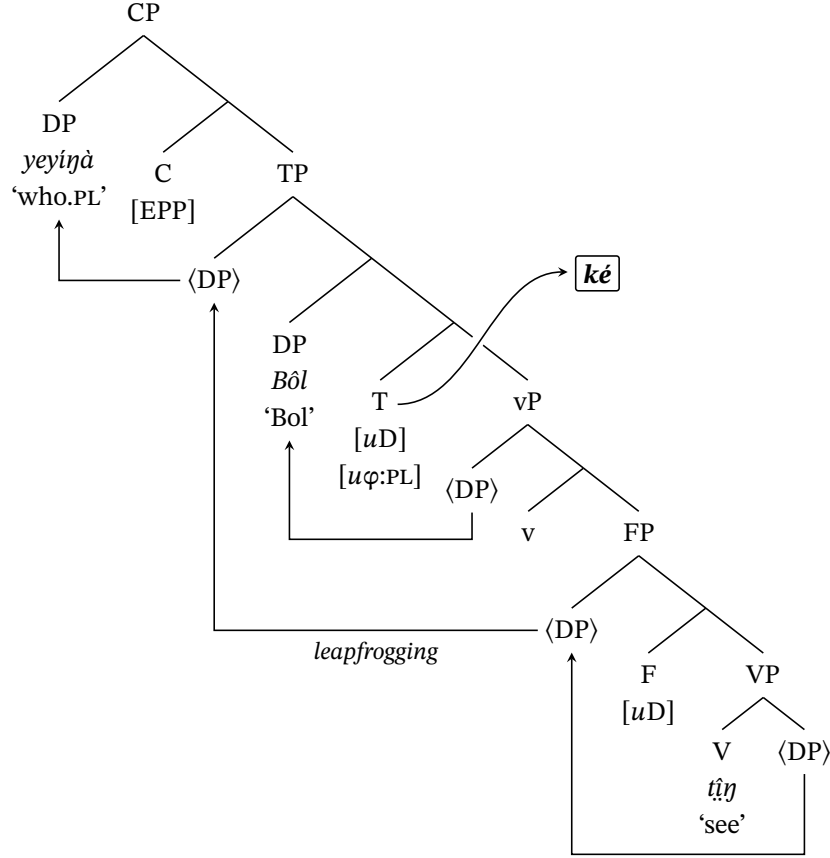 CP
DP
yeyíŋà
‘who.PL’
C
[EPP]
TP
⟨DP⟩
ké
DP
Bôl
‘Bol’
T
[uD]
[uφ:PL]
vP
⟨DP⟩
v
FP
⟨DP⟩
leapfrogging
F
[uD]
VP
V
tî̤ŋ
‘see’
⟨DP⟩